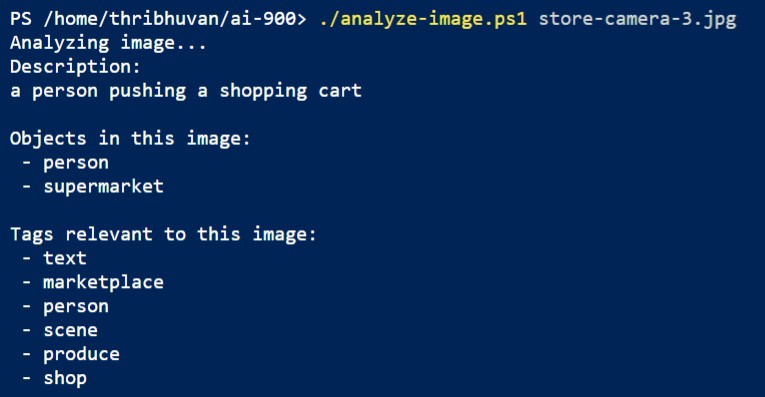 PS /home/thribhuvan/ai-900> ./analyze-image.ps1 store-camera-3.jpg
Analyzing image...
Description:
a person pushing a shopping cart
Objects in this image:
- person
- supermarket
Tags relevant to this image:
- text
- marketplace
- person
- scene
- produce
- shop